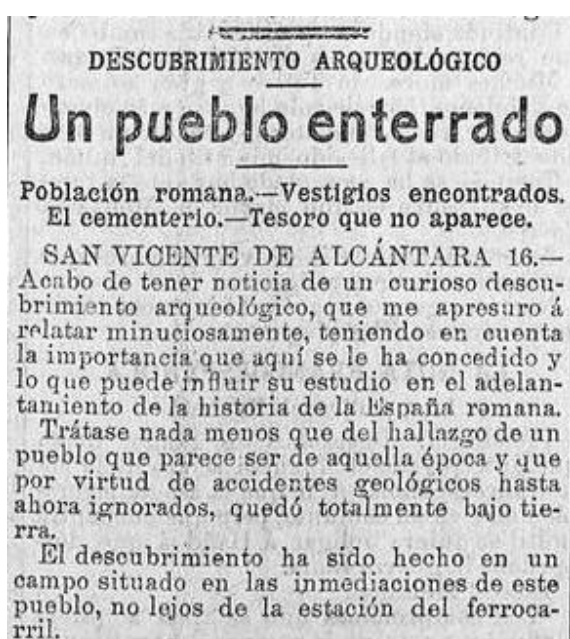 DESCUBRIMIENTO ARQUEOLÓGICO
Un pueblo enterrado
Población romana.—Vestigios encontrados.
El cementerio.—Tesoro que no aparece.
SAN VICENTE DE ALCÁNTARA 16.—
Acabo de tener noticia de un curioso descu-
brimiento arqueológico, que me apresuro á
relatar minuciosamente, teniendo en cuenta
la importancia que aquí se le ha concedido y
lo que puede influir su estudio en el adelan-
tamiento de la historia de la España romana.
Trátase nada menos que del hallazgo de un
pueblo que parece ser de aquella época y que
por virtud de accidentes geológicos hasta
ahora ignorados, quedó totalmente bajo tie-
rra.
El descubrimiento ha sido hecho en un
campo situado en las inmediaciones de este
pueblo, no lejos de la estación del ferroca-
rril.